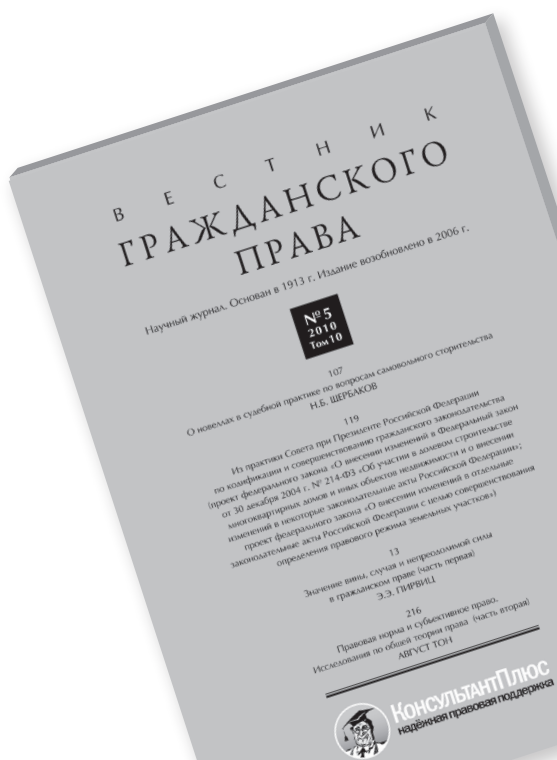 ВЕСТНИК
ГРАЖДАНСКОГО
ПРАВА
Научный журнал. Основан в 1913 г. Издание возобновлено в 2006 г.
№ 5
2010
Том 10
107
О новеллах в судебной практике по вопросам самовольного сторительства
Н.Б. ЩЕРБАКОВ
119
Из практики Совета при Президенте Российской Федерации
по кодификации и совершенствованию гражданского законодательства
(проект федерального закона «О внесении изменений в Федеральный закон
от 30 декабря 2004 г. № 214-ФЗ «Об участии в долевом строительстве
многоквартирных домов и иных объектов недвижимости и о внесении
изменений в некоторые законодательные акты Российской Федерации»;
проект федерального закона «О внесении изменений в отдельные
законодательные акты Российской Федерации с целью совершенствования
определения правового режима земельных участков»)
13
Значение вины, случая и непреодолимой силы
в гражданском праве (часть первая)
Э.Э. ПИРВИЦ
216
Правовая норма и субъективное право.
Исследования по общей теории права (часть вторая)
АВГУСТ ТОН
КонсультантПлюс
надёжная правовая поддержка